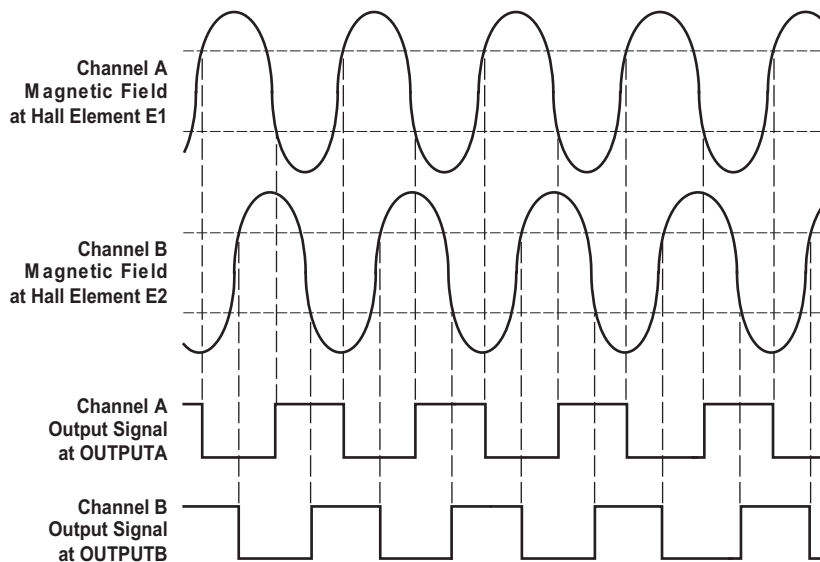 Channel A
Magnetic Field
at Hall Element E1
Channel B
Magnetic Field
at Hall Element E2
Channel A
Output Signal
at OUTPUTA
Channel B
Output Signal
at OUTPUTB